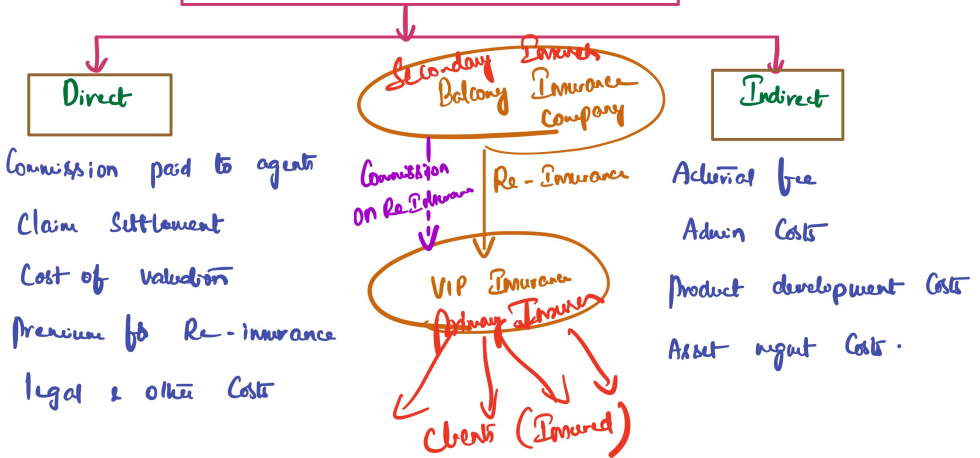 Direct
Commission paid to agents
Claim Settlement
Cost of valuation
Premium for Re-insurance
legal & other Costs
Secondary Insurers
Balcony Insurance
Company
Commission
on Re Insurance
Re-Insurance
VIP Insurance
Primary Insurer
Clients (Insured)
Indirect
Acturial fee
Admin Costs
Product development Costs
Asset mgmt Costs.